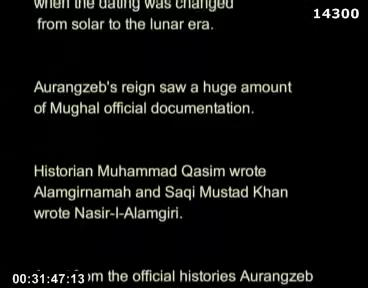 when the dating was changed
14300
from solar to the lunar era.
Aurangzeb's reign saw a huge amount
of Mughal official documentation.
Historian Muhammad Qasim wrote
Alamgirnamah and Saqi Mustad Khan
wrote Nasir-I-Alamgiri.
00:31:47:13
the official histories Aurangzeb